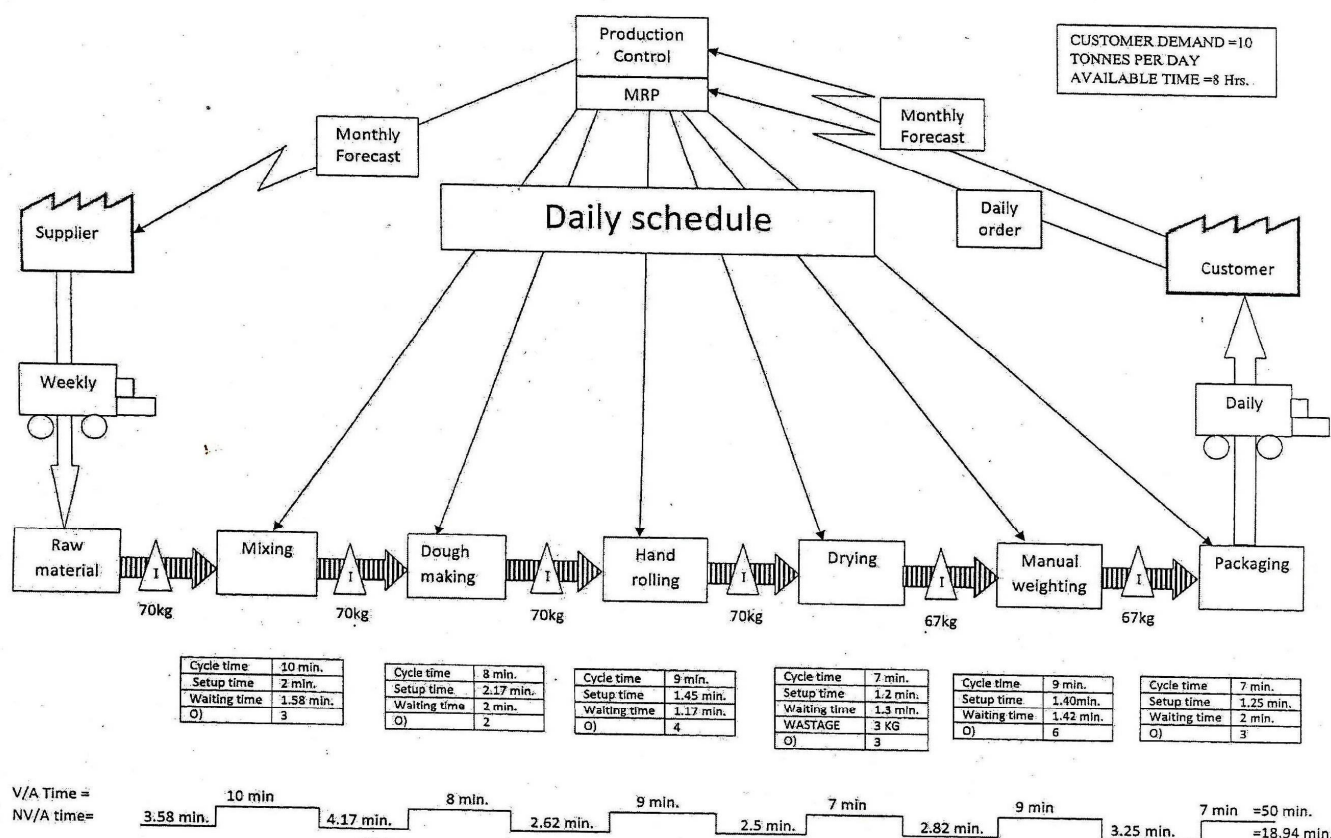 Production
Control
MRP
CUSTOMER DEMAND =10
TONNES PER DAY
AVAILABLE TIME =8 Hrs.
Monthly
Forecast
Monthly
Forecast
Daily schedule
Daily
order
Supplier
Customer
Weekly
Daily
Raw
material
I
70kg
Mixing
I
70kg
Dough
making
I
70kg
Hand
rolling
I
70kg
Drying
I
67kg
Manual
weighting
I
67kg
Packaging
Cycle time 10 min.
Setup time 2 min.
Waiting time 1.58 min.
O) 3
Cycle time 8 min.
Setup time 2.17 min.
Waiting time 2 min.
O) 2
Cycle time 9 min.
Setup time 1.45 min.
Waiting time 1.17 min.
O) 4
Cycle time 7 min.
Setup time 1.2 min.
Waiting time 1.3 min.
WASTAGE 3 KG
O) 3
Cycle time 9 min.
Setup time 1.40min.
Waiting time 1.42 min.
O) 6
Cycle time 7 min.
Setup time 1.25 min.
Waiting time 2 min.
O) 3
V/A Time = 10 min 8 min. 9 min. 7 min 9 min 7 min =50 min.
NV/A time= 3.58 min. 4.17 min. 2.62 min. 2.5 min. 2.82 min. 3.25 min. =18.94 min.